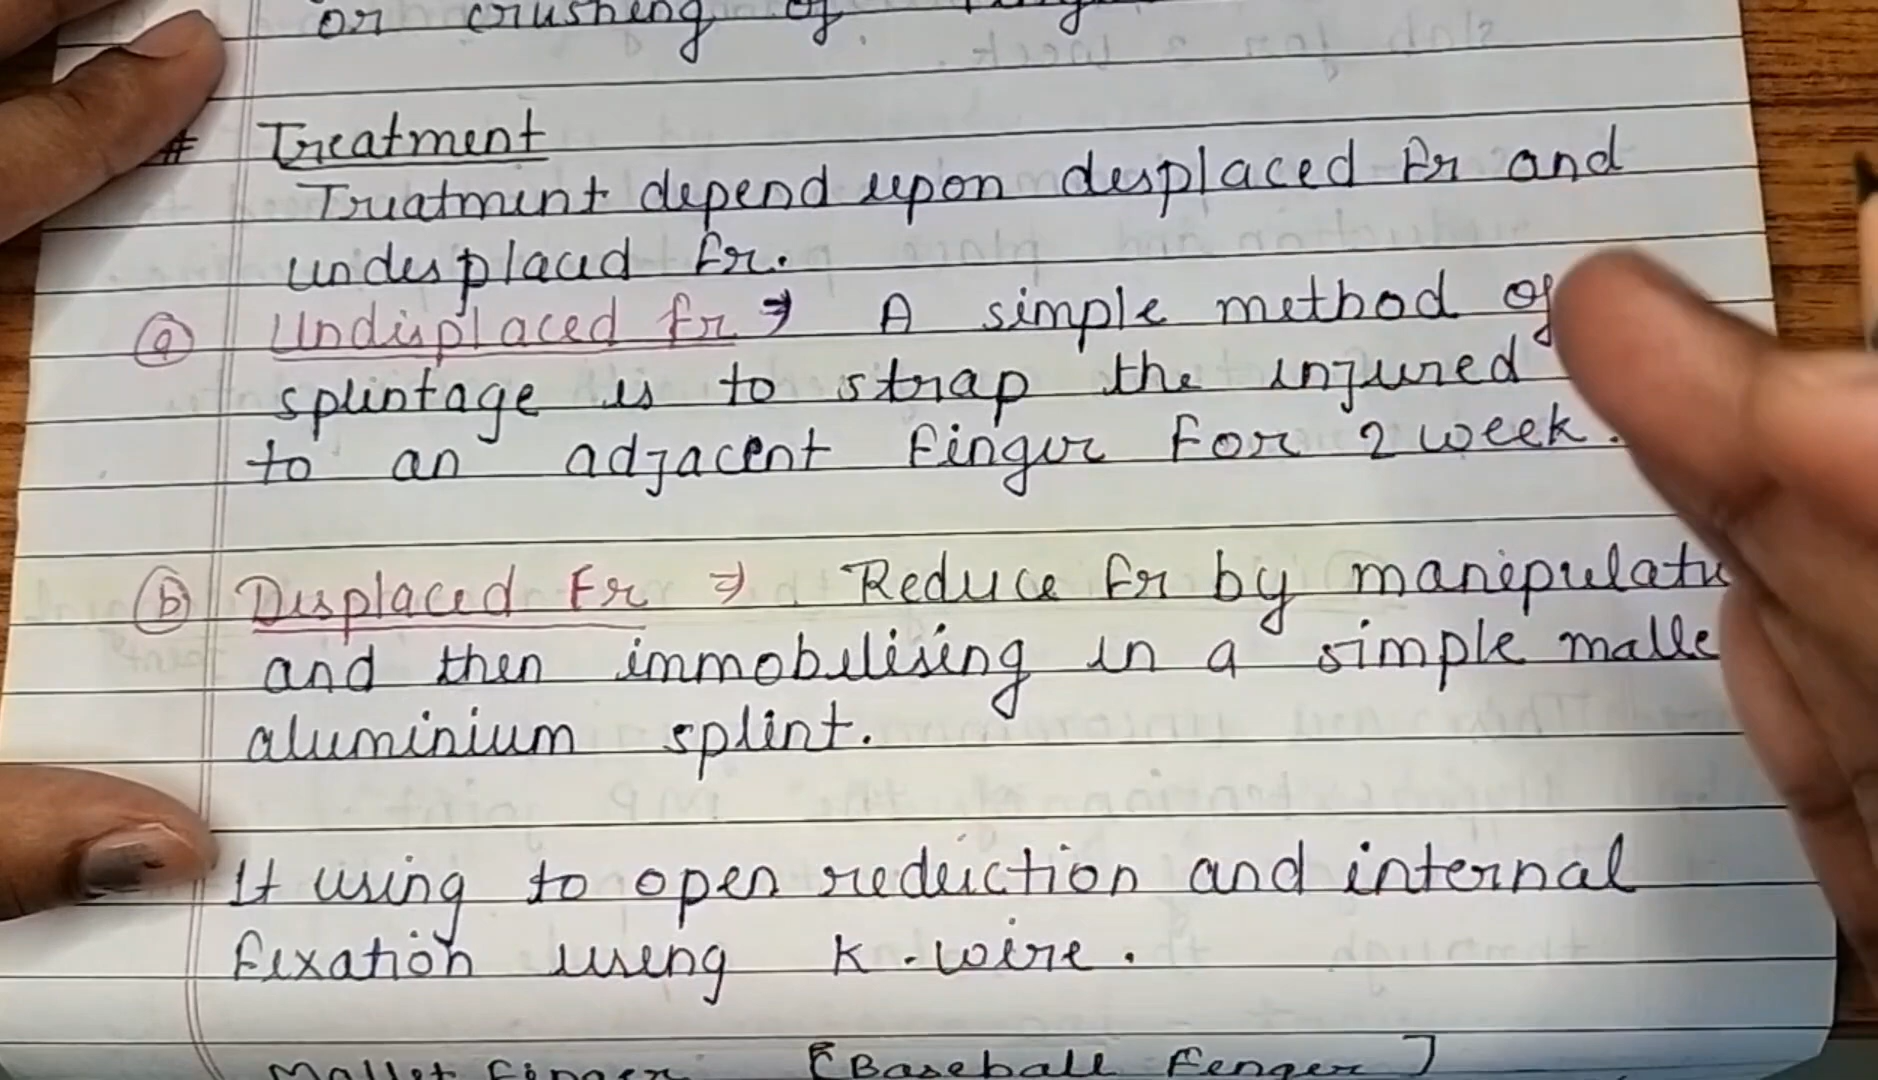 or crushing of
# Treatment
Treatment depend upon desplaced Fr and
undesplaced Fr.
(a) Undisplaced fr ⇒ A simple method of
splintage is to strap the injured
to an adjacent Finger For 2 week.
(b) Displaced Fr ⇒ Reduce Fr by
and then immobilising in a simple
aluminium splint.
It using to open reduction and internal
fixation using K-wire.
Mallet finger [Baseball Fenger]